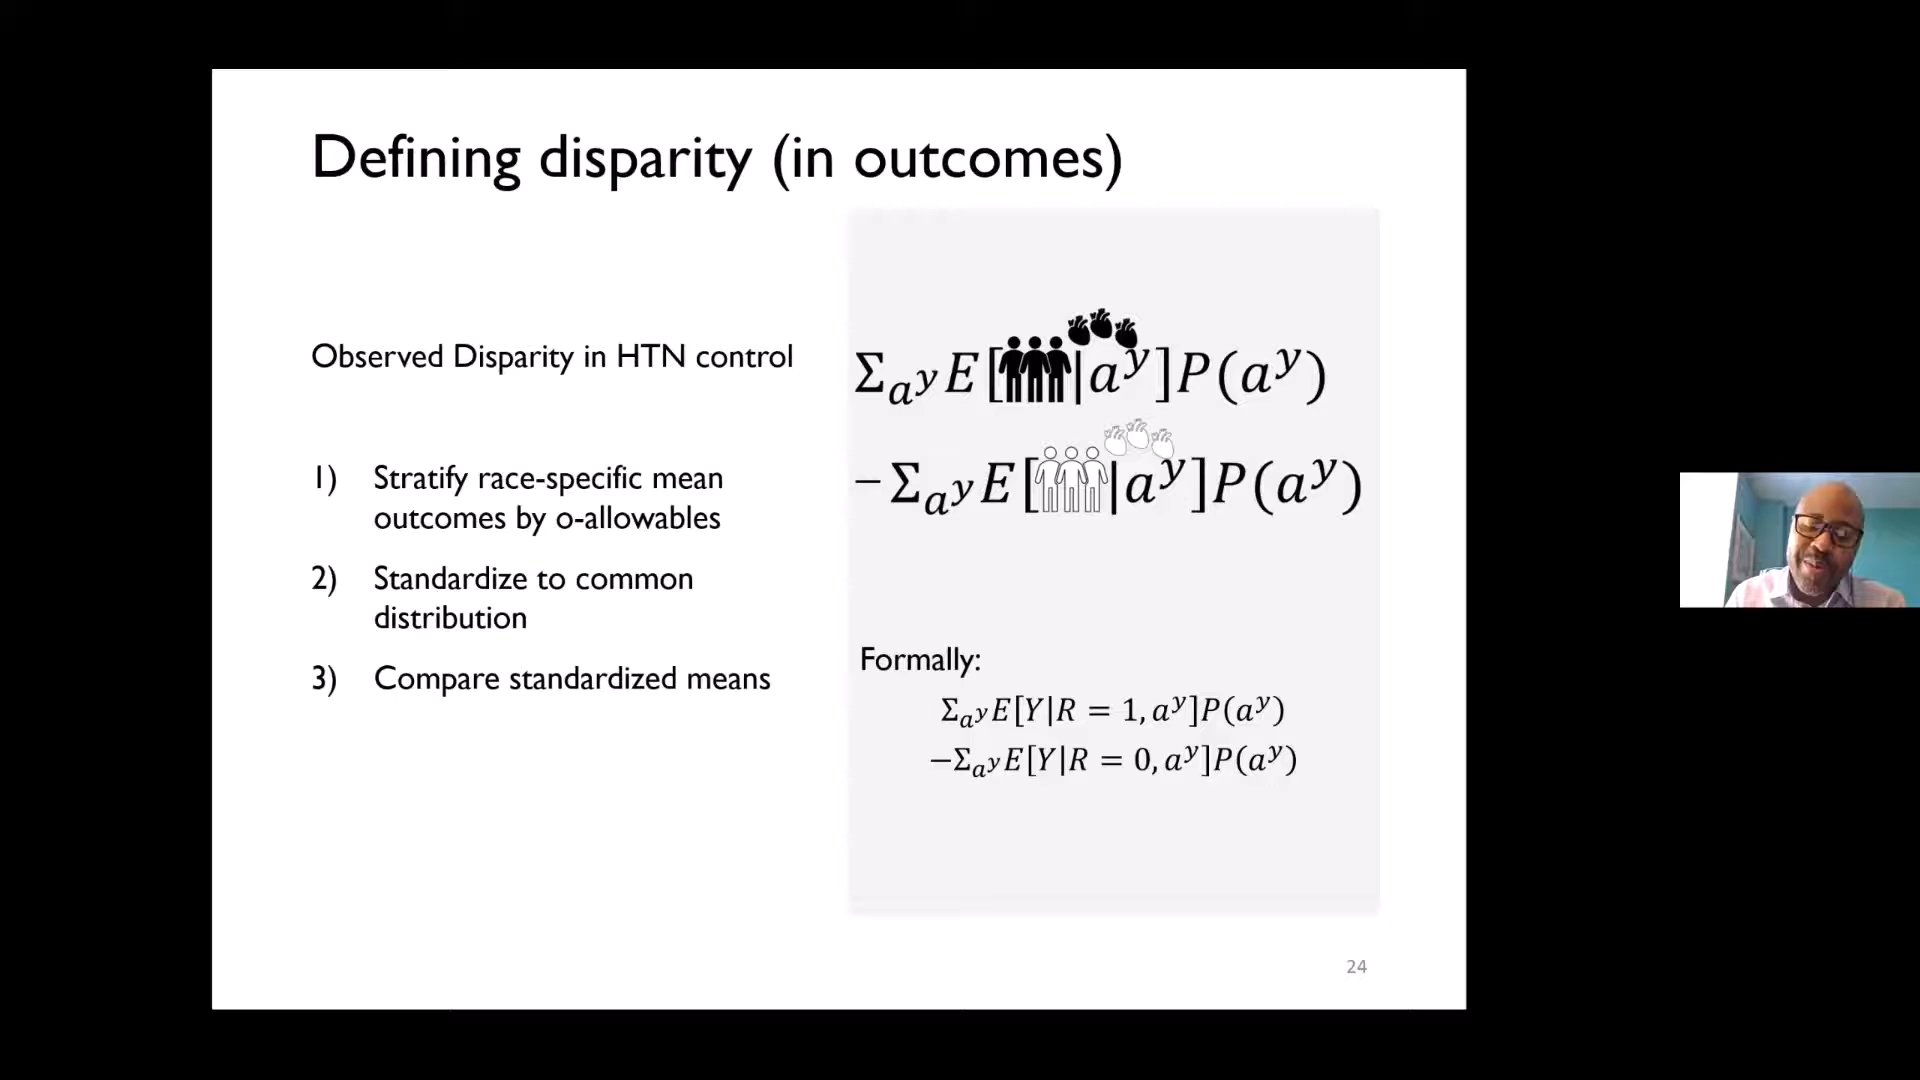 Defining disparity (in outcomes)
Observed Disparity in HTN control
1) Stratify race-specific mean
outcomes by o-allowables
2) Standardize to common
distribution
3) Compare standardized means
Σ_{a^y} E[ | a^y ] P(a^y)
−Σ_{a^y} E[ | a^y ] P(a^y)
Formally:
Σ_{a^y} E[Y|R = 1, a^y]P(a^y)
−Σ_{a^y} E[Y|R = 0, a^y]P(a^y)
24